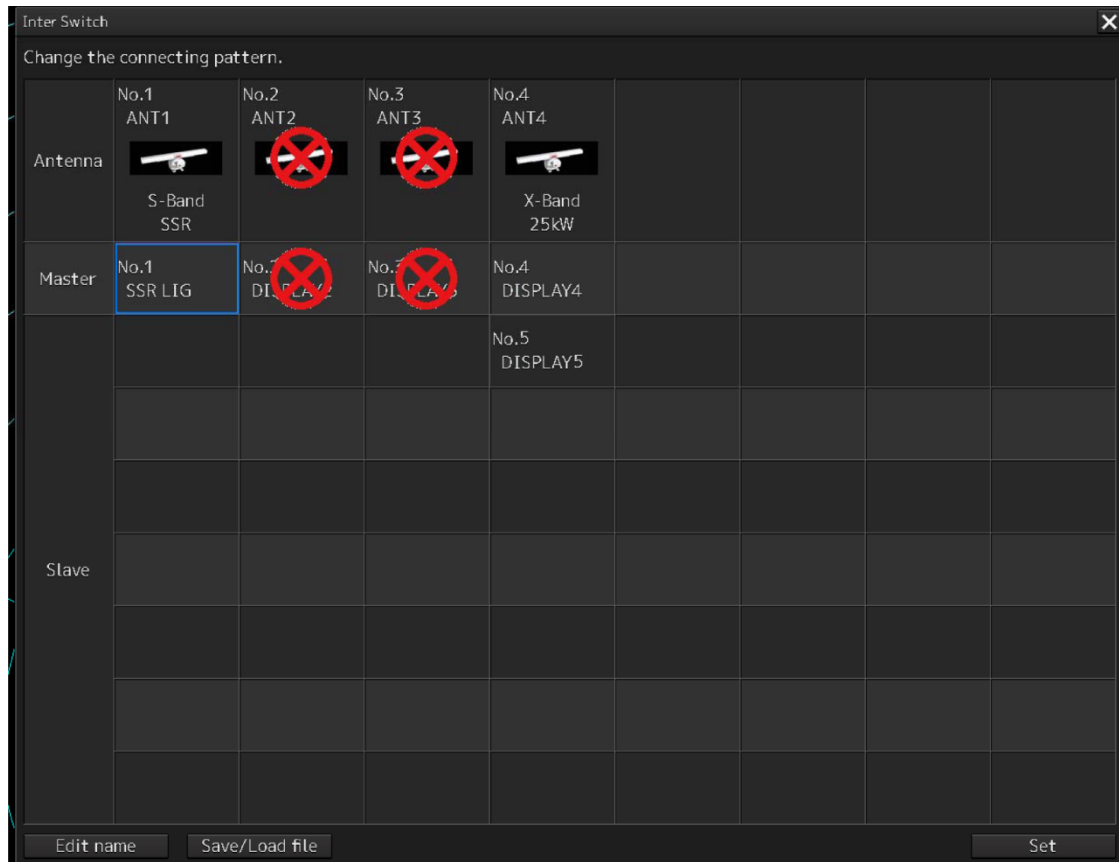 Inter Switch
Change the connecting pattern.
No.1 No.2 No.3 No.4
ANT1 ANT2 ANT3 ANT4
Antenna
S-Band X-Band
SSR 25kW
No.1 No.4
Master
SSR LIG DISPLAY4
No.5
DISPLAY5
Slave
Edit name Save/Load file Set